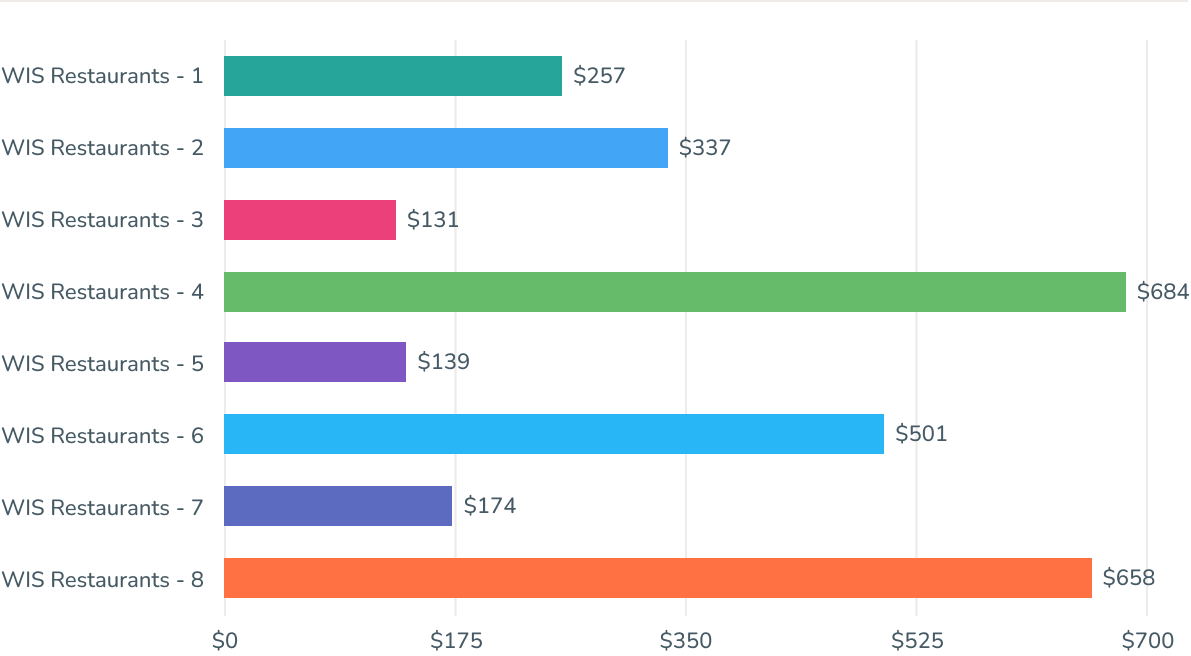 WIS Restaurants - 1 $257
WIS Restaurants - 2 $337
WIS Restaurants - 3 $131
WIS Restaurants - 4 $684
WIS Restaurants - 5 $139
WIS Restaurants - 6 $501
WIS Restaurants - 7 $174
WIS Restaurants - 8 $658
$0 $175 $350 $525 $700